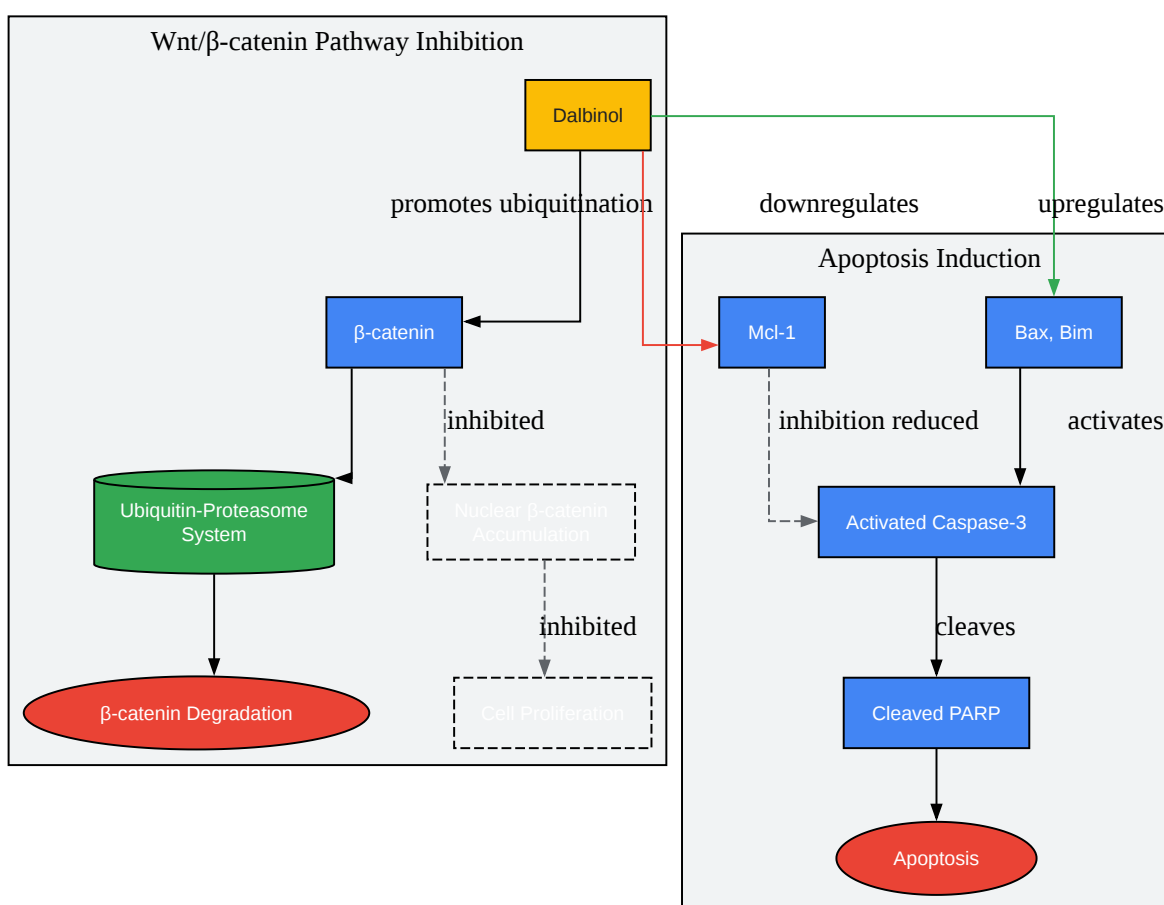 Wnt/β-catenin Pathway Inhibition
Dalbinol
promotes ubiquitination
downregulates
upregulates
Apoptosis Induction
β-catenin
Mcl-1
Bax, Bim
inhibited
inhibition reduced
activates
Ubiquitin-Proteasome
System
Nuclear β-catenin
Accumulation
Activated Caspase-3
inhibited
cleaves
β-catenin Degradation
Cell Proliferation
Cleaved PARP
Apoptosis